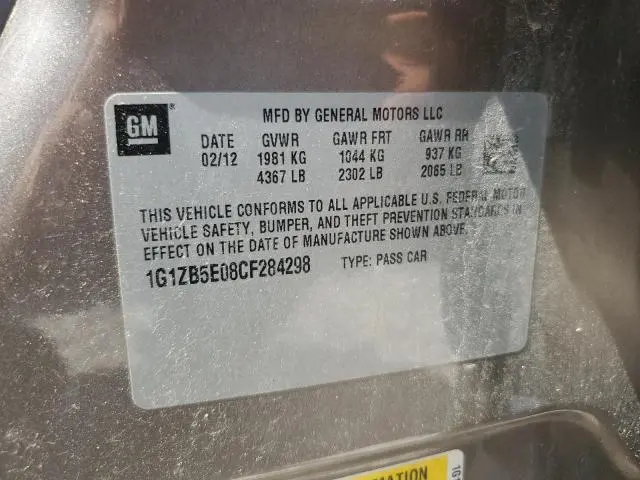 GM
MFD BY GENERAL MOTORS LLC
DATE GVWR GAWR FRT GAWR RR
02/12 1981 KG 1044 KG 937 KG
4367 LB 2302 LB 2065 LB
THIS VEHICLE CONFORMS TO ALL APPLICABLE U.S. FEDERAL MOTOR
VEHICLE SAFETY, BUMPER, AND THEFT PREVENTION STANDARDS IN
EFFECT ON THE DATE OF MANUFACTURE SHOWN ABOVE.
1G1ZB5E08CF284298 TYPE: PASS CAR